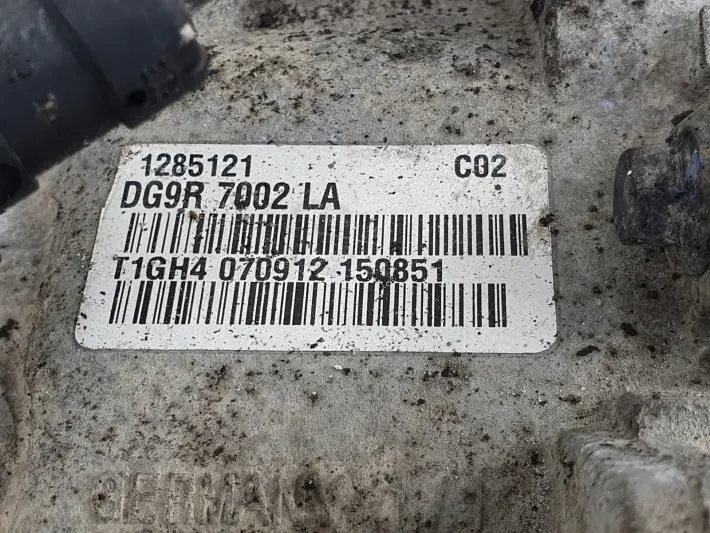 1285121 C02
DG9R 7002 LA
T1GH4 070912 150851
GERMANY